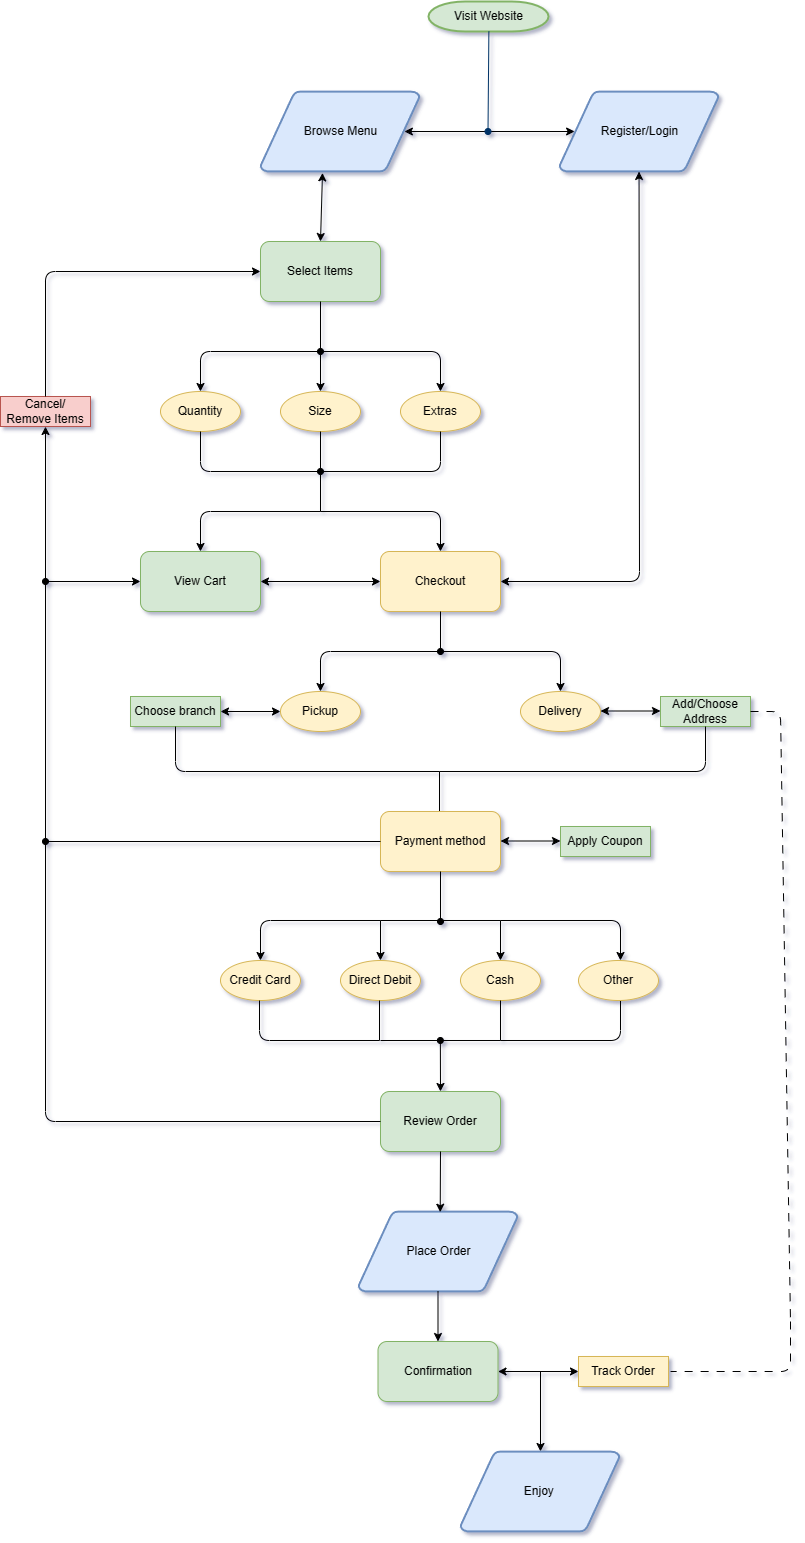 Visit Website
Browse Menu
Register/Login
Select Items
Cancel/
Remove Items
Quantity
Size
Extras
View Cart
Checkout
Choose branch
Pickup
Delivery
Add/Choose
Address
Payment method
Apply Coupon
Credit Card
Direct Debit
Cash
Other
Review Order
Place Order
Confirmation
Track Order
Enjoy